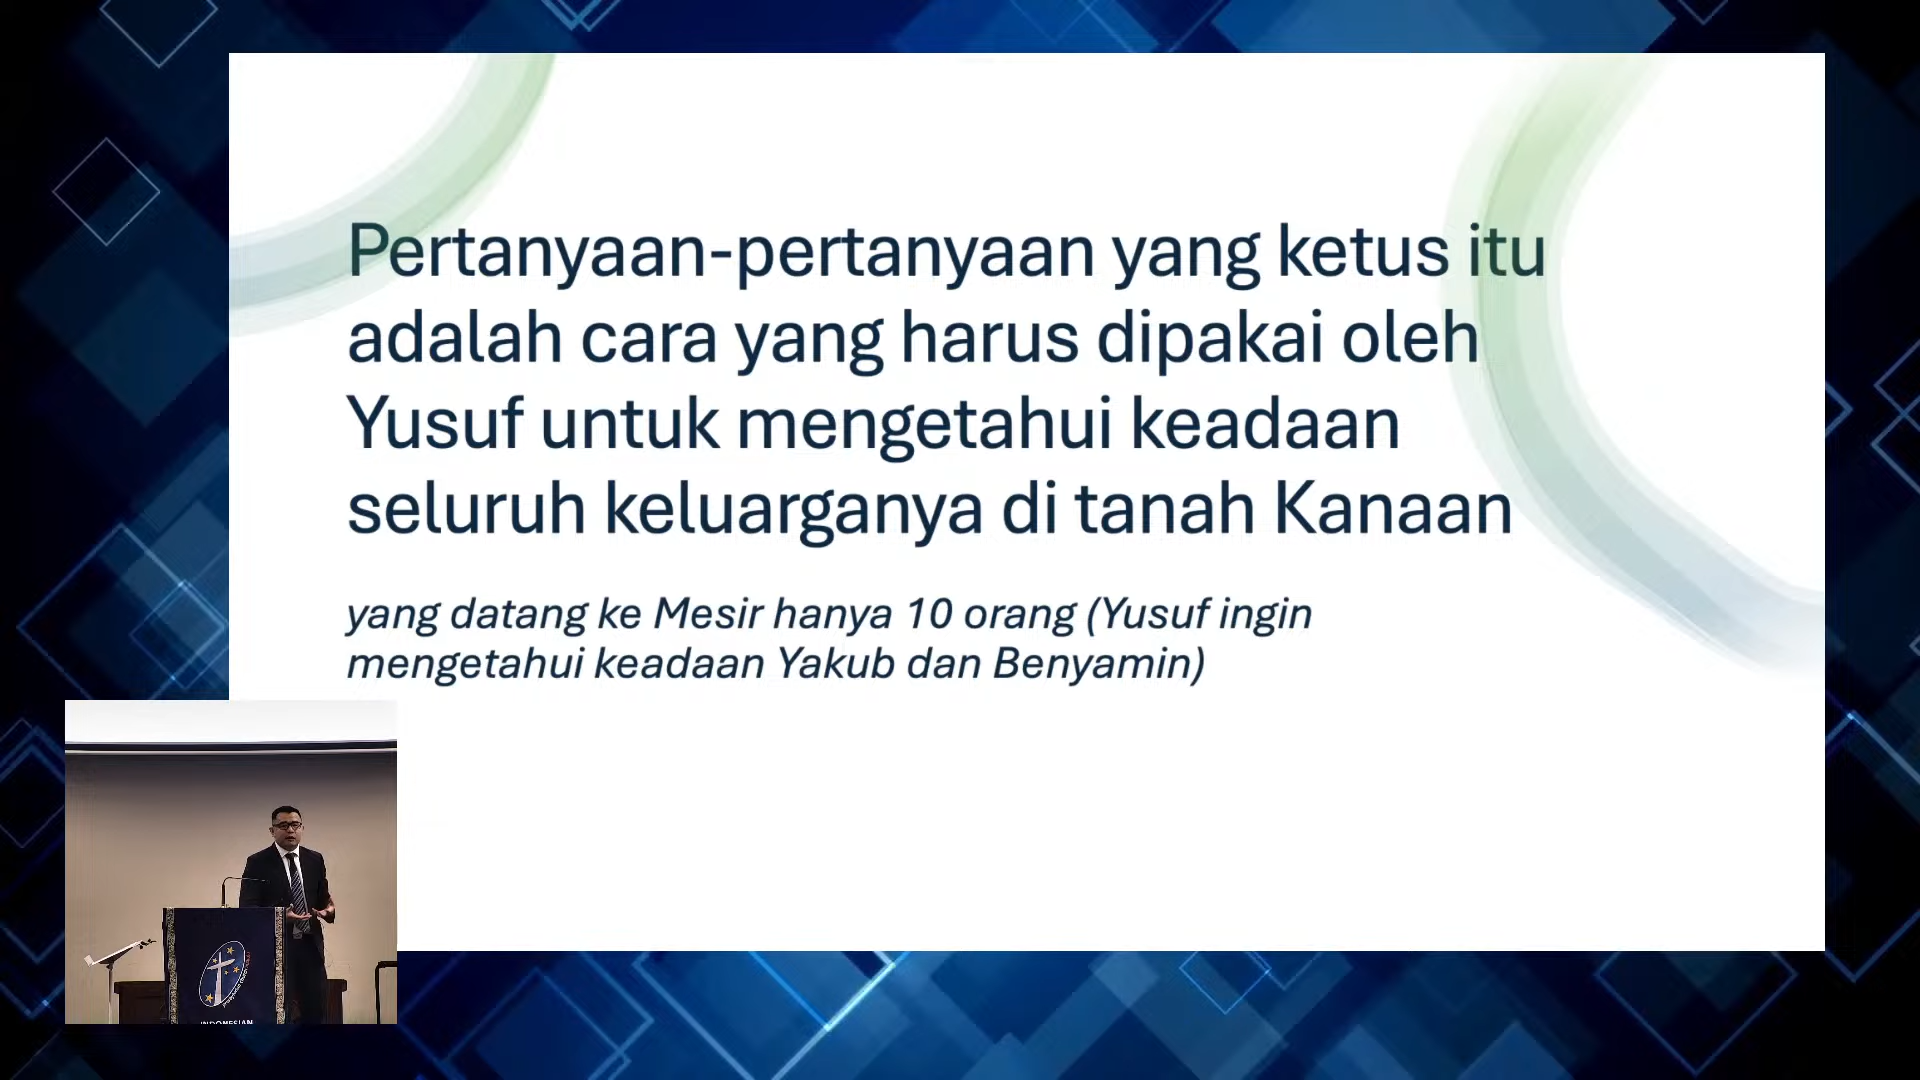 Pertanyaan-pertanyaan yang ketus itu
adalah cara yang harus dipakai oleh
Yusuf untuk mengetahui keadaan
seluruh keluarganya di tanah Kanaan
yang datang ke Mesir hanya 10 orang (Yusuf ingin
mengetahui keadaan Yakub dan Benyamin)
INDONESIAN